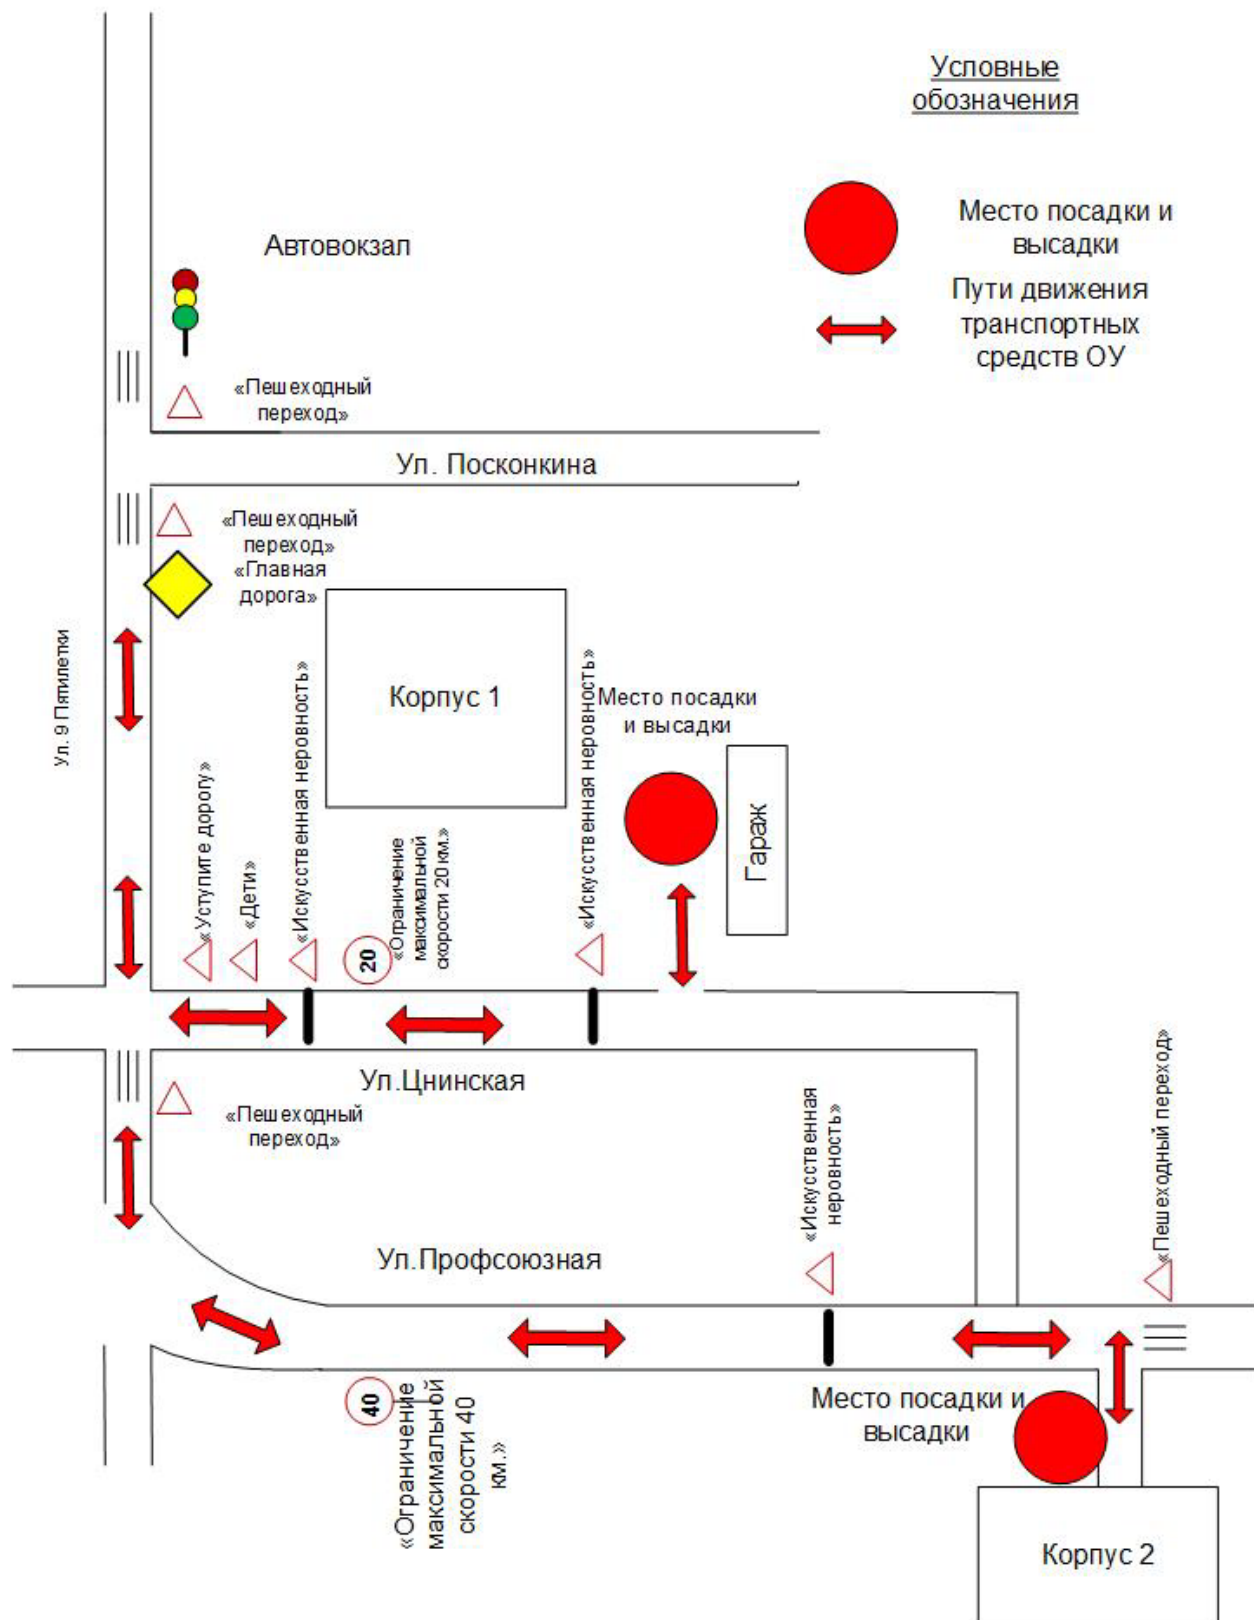 Условные
обозначения
Место посадки и
высадки
Пути движения
транспортных
средств ОУ
Автовокзал
«Пешеходный
переход»
Ул. Посконкина
«Пешеходный
переход»
«Главная
дорога»
Ул. 9 Пятилетки
Корпус 1
Место посадки
и высадки
Гараж
«Уступите дорогу»
«Дети»
«Искусственная неровность»
20
«Ограничение
максимальной
скорости 20 км.»
«Искусственная неровность»
Ул.Цнинская
«Пешеходный
переход»
«Искусственная
неровность»
«Пешеходный переход»
Ул.Профсоюзная
40
«Ограничение
максимальной
скорости 40
км.»
Место посадки и
высадки
Корпус 2